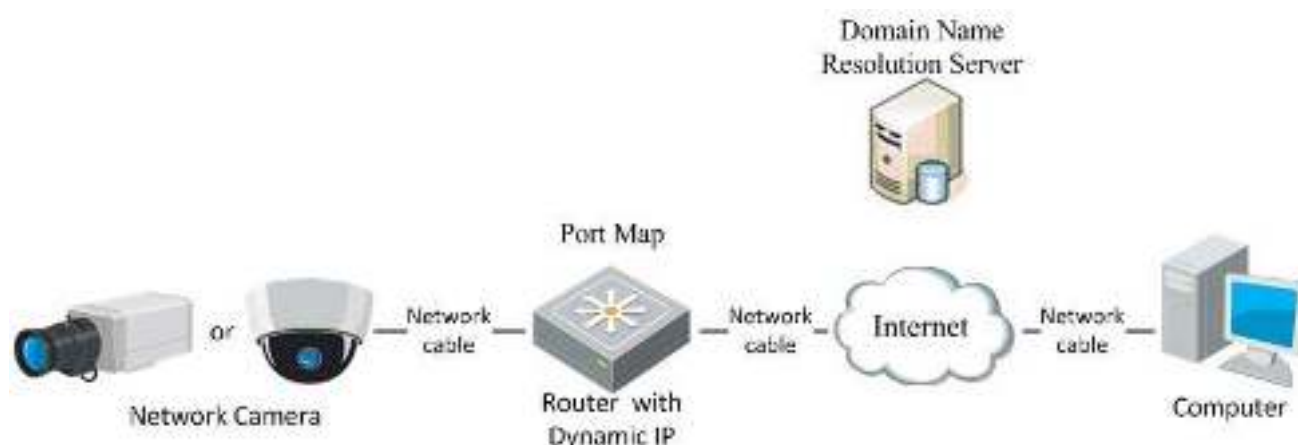 Domain Name
Resolution Server
Port Map
or
Network
cable
Network
cable
Internet
Network
cable
Network Camera
Router with
Dynamic IP
Computer